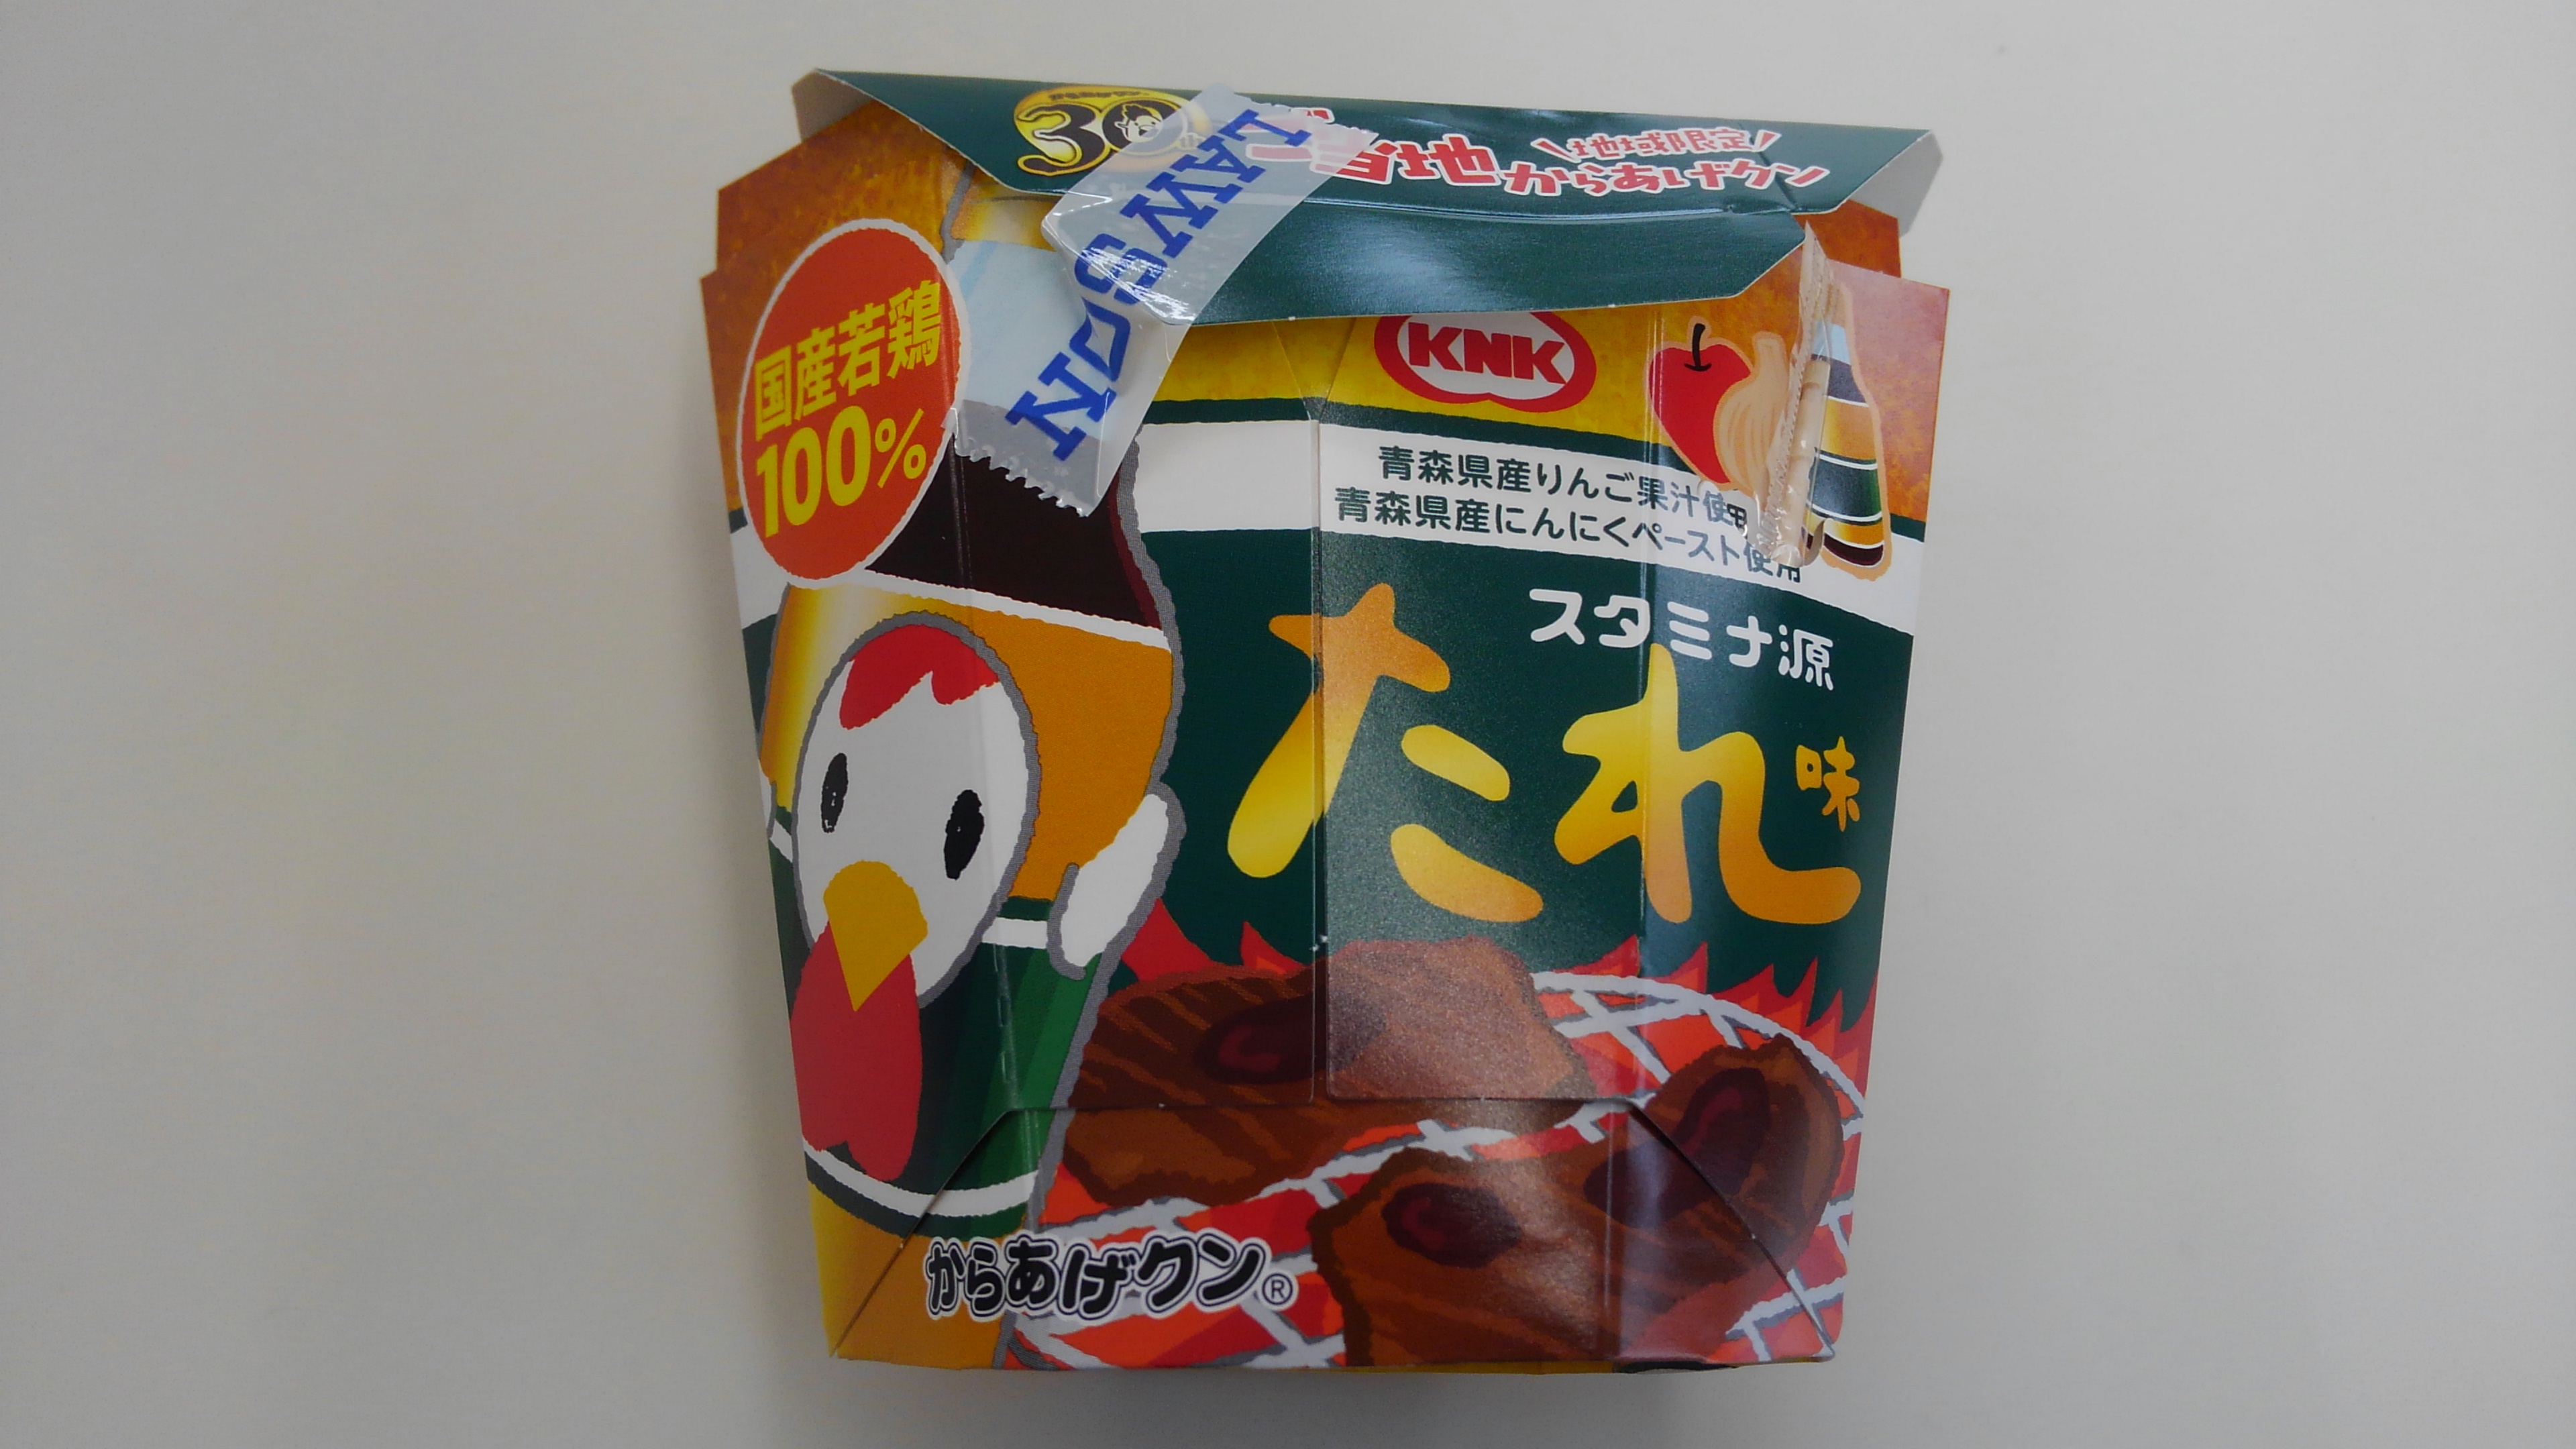 30th
地域限定
ご当地からあげクン
LAWSON
国産若鶏
100%
KNK
青森県産りんご果汁使用
青森県産にんにくペースト使用
スタミナ源
たれ味
からあげクン®